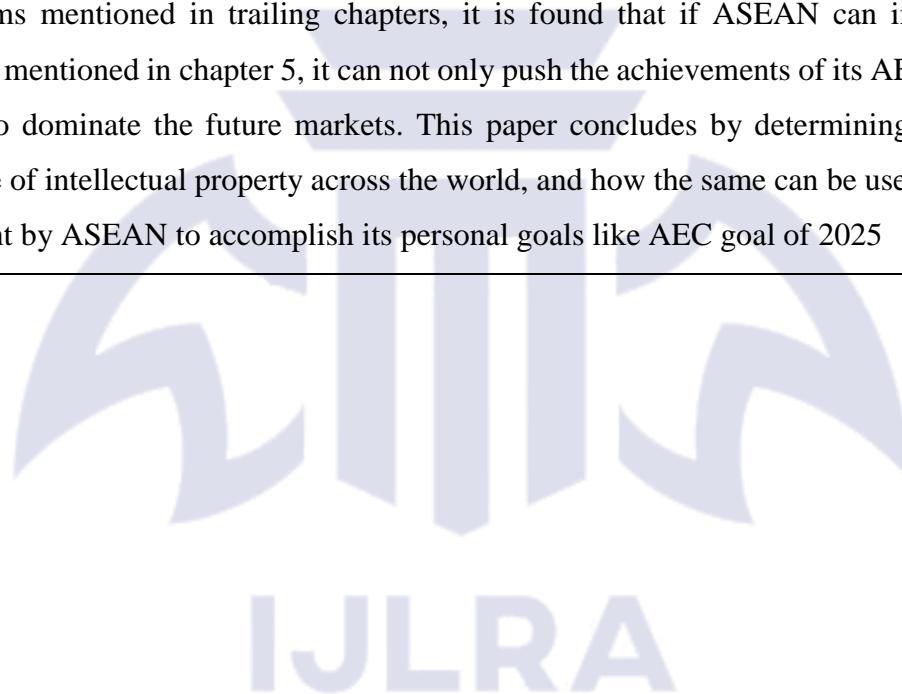 mentioned in trailing chapters, it is found that if ASEAN can
mentioned in chapter 5, it can not only push the achievements of its
dominate the future markets. This paper concludes by determining
of intellectual property across the world, and how the same can be
by ASEAN to accomplish its personal goals like AEC goal of 2025
IJLRA